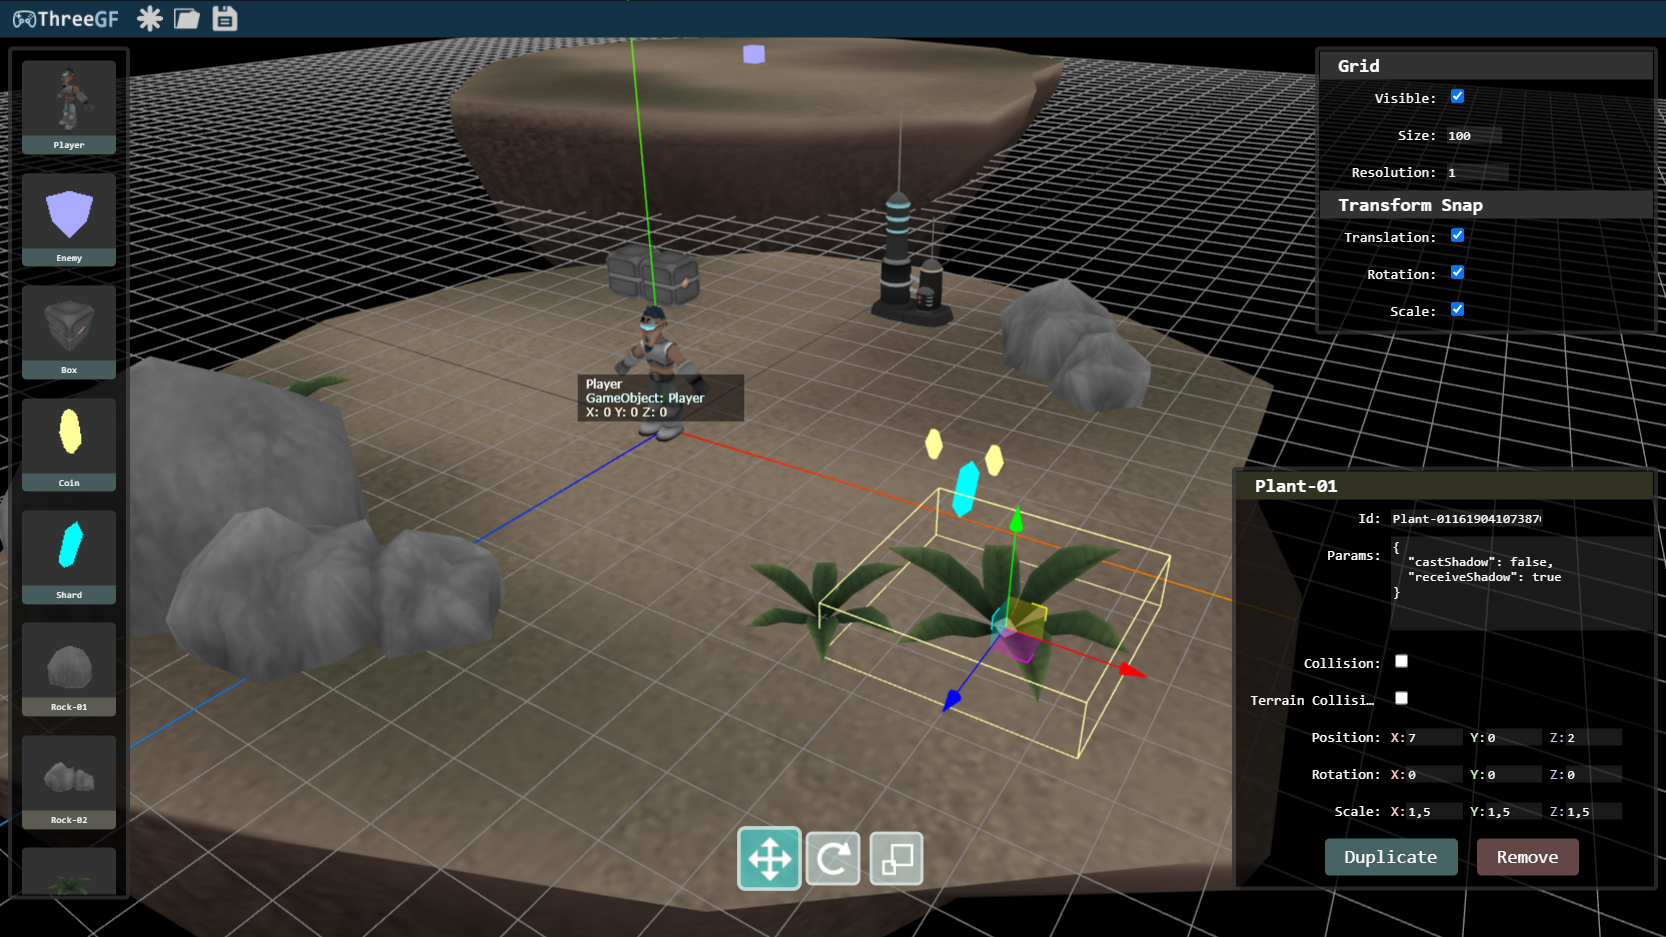 ThreeGF
Player
Enemy
Box
Coin
Shard
Rock-01
Rock-02
Player
GameObject: Player
X: 0 Y: 0 Z: 0
Grid
Visible:
Size: 100
Resolution: 1
Transform Snap
Translation:
Rotation:
Scale:
Plant-01
Id: Plant-0116190410738
Params: {
"castShadow": false,
"receiveShadow": true
}
Collision:
Terrain Collisi…
Position: X: 7 Y: 0 Z: 2
Rotation: X: 0 Y: 0 Z: 0
Scale: X: 1,5 Y: 1,5 Z: 1,5
Duplicate Remove